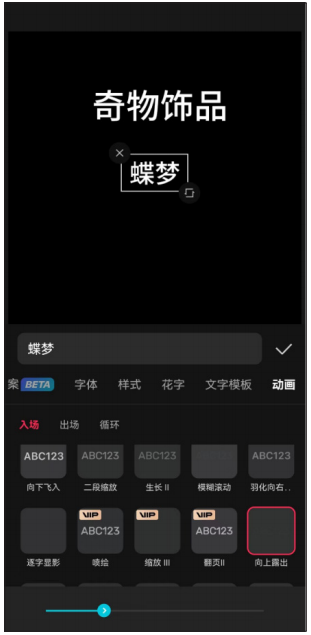 奇物饰品
蝶梦
蝶梦
案 BETA 字体 样式 花字 文字模板 动画
入场 出场 循环
ABC123 ABC123 ABC123 ABC123
向下飞入 二段缩放 生长 II 模糊滚动 羽化向右..
VIP VIP VIP
ABC123 ABC123
逐字显影 喷绘 缩放 III 翻页II 向上露出